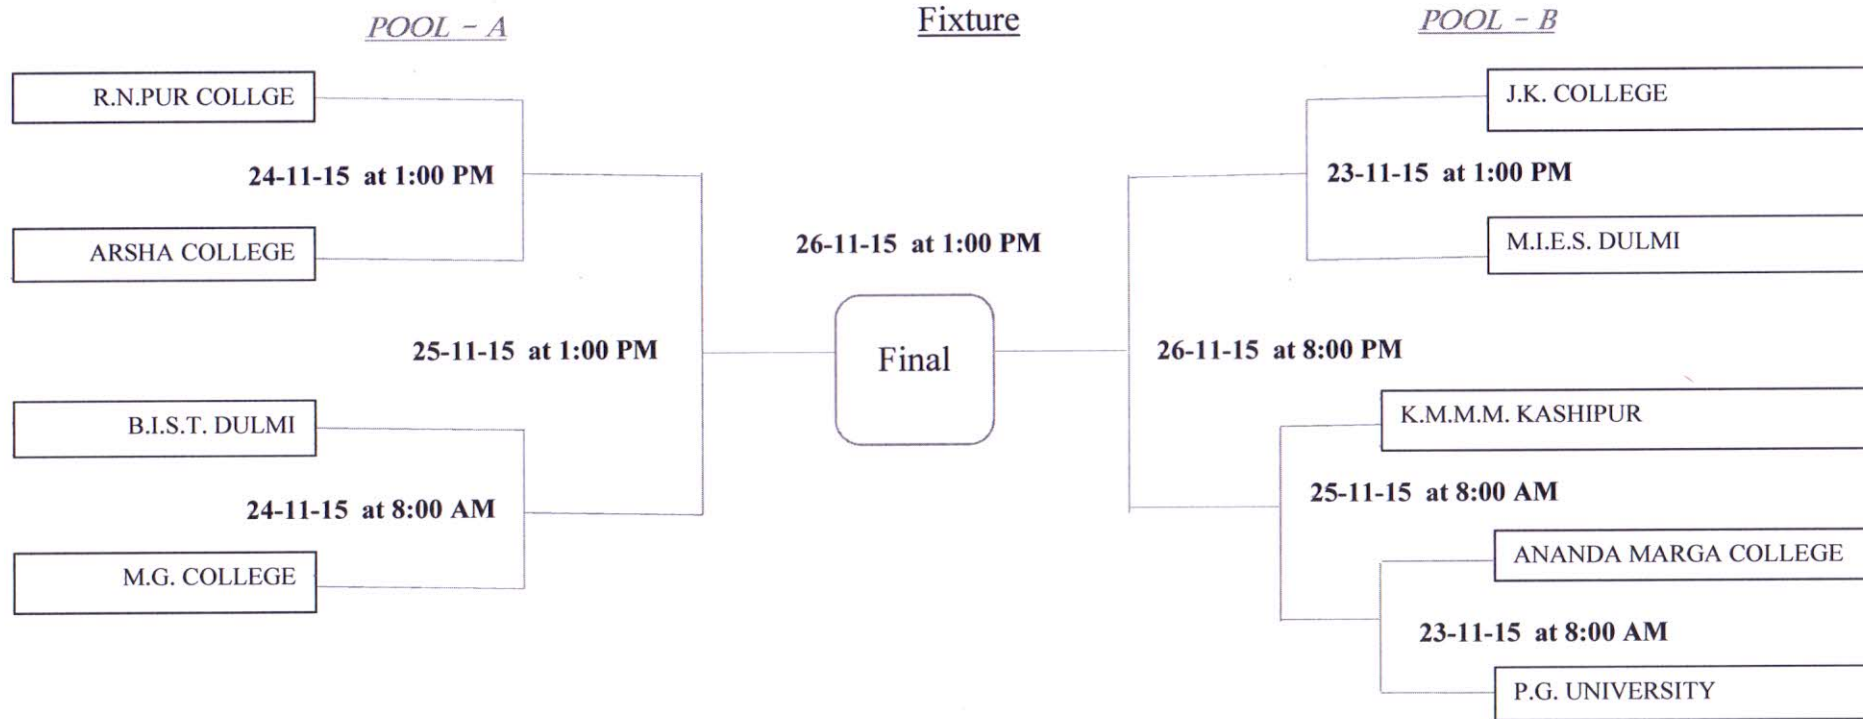 Fixture
POOL - A
POOL - B
R.N.PUR COLLGE
24-11-15 at 1:00 PM
ARSHA COLLEGE
25-11-15 at 1:00 PM
B.I.S.T. DULMI
24-11-15 at 8:00 AM
M.G. COLLEGE
26-11-15 at 1:00 PM
Final
J.K. COLLEGE
23-11-15 at 1:00 PM
M.I.E.S. DULMI
26-11-15 at 8:00 PM
K.M.M.M. KASHIPUR
25-11-15 at 8:00 AM
ANANDA MARGA COLLEGE
23-11-15 at 8:00 AM
P.G. UNIVERSITY